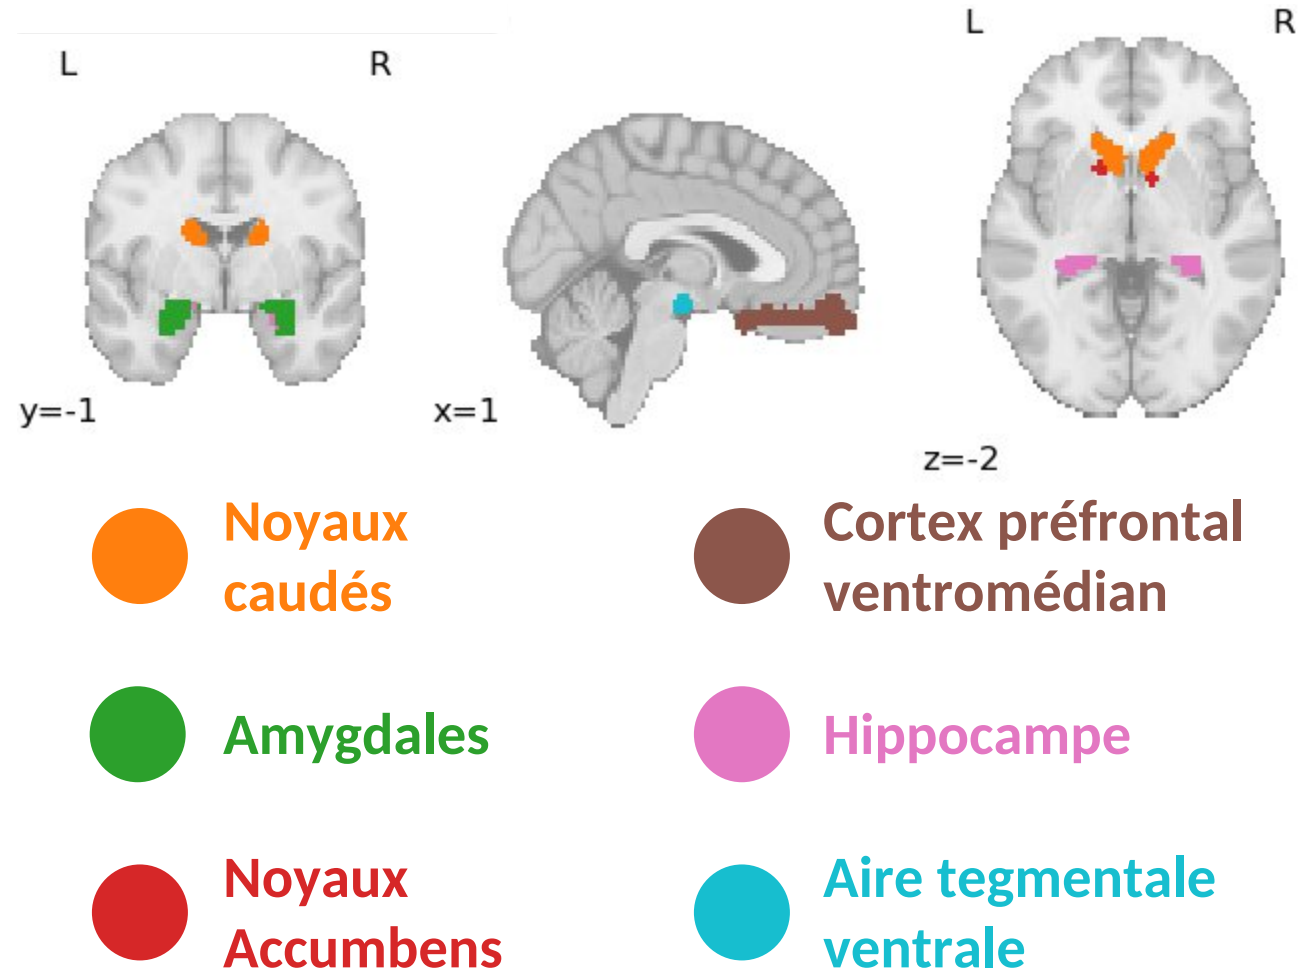 L
R
L
R
y=-1
x=1
z=-2
Noyaux
caudés
Cortex préfrontal
ventromédian
Amygdales
Hippocampe
Noyaux
Accumbens
Aire tegmentale
ventrale